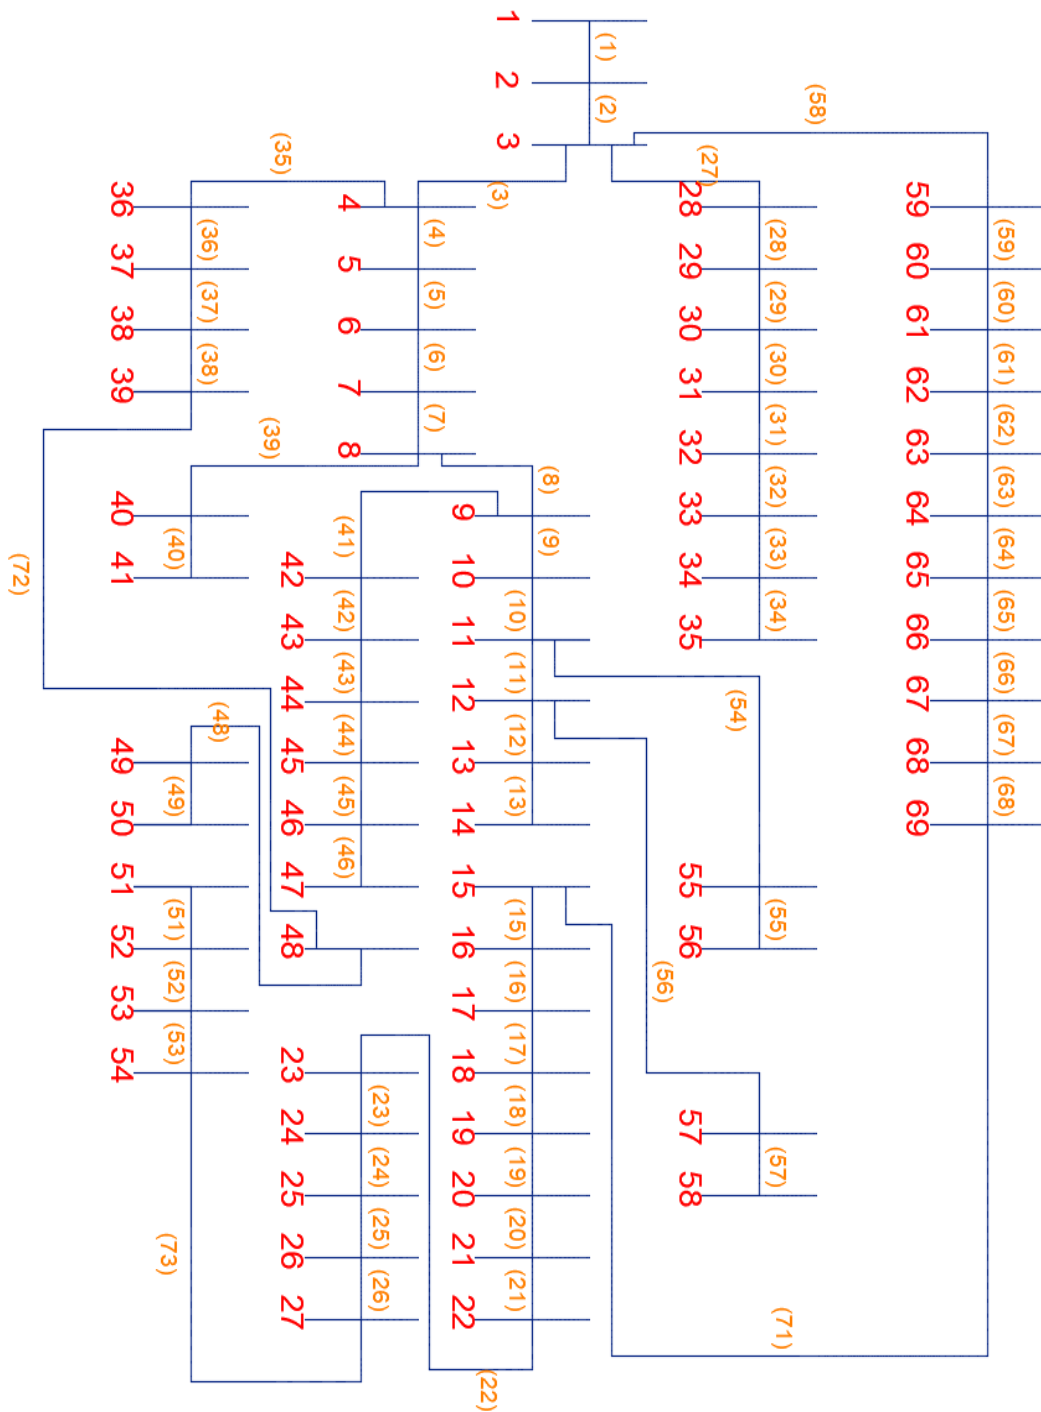 (59) (60) (61) (62) (63) (64) (65) (66) (67) (68)
59 60 61 62 63 64 65 66 67 68 69
(58)
(28) (29) (30) (31) (32) (33) (34) (55) (57) (71)
(54)
(27)
28 29 30 31 32 33 34 35 55 56 57 58
(56)
(1) (2)
(8) (9)
(10) (11) (12) (13) (15) (16) (17) (18) (19) (20) (21)
1 2 3
(3) (22)
9 10 11 12 13 14 15 16 17 18 19 20 21 22
(4) (5) (6) (7)
(23) (24) (25) (26)
4 5 6 7 8
(41) (42) (43) (44) (45) (46)
42 43 44 45 46 47 48 23 24 25 26 27
(35) (39)
(48)
(36) (37) (38)
(40) (49) (51) (52) (53) (73)
36 37 38 39 40 41 49 50 51 52 53 54
(72)